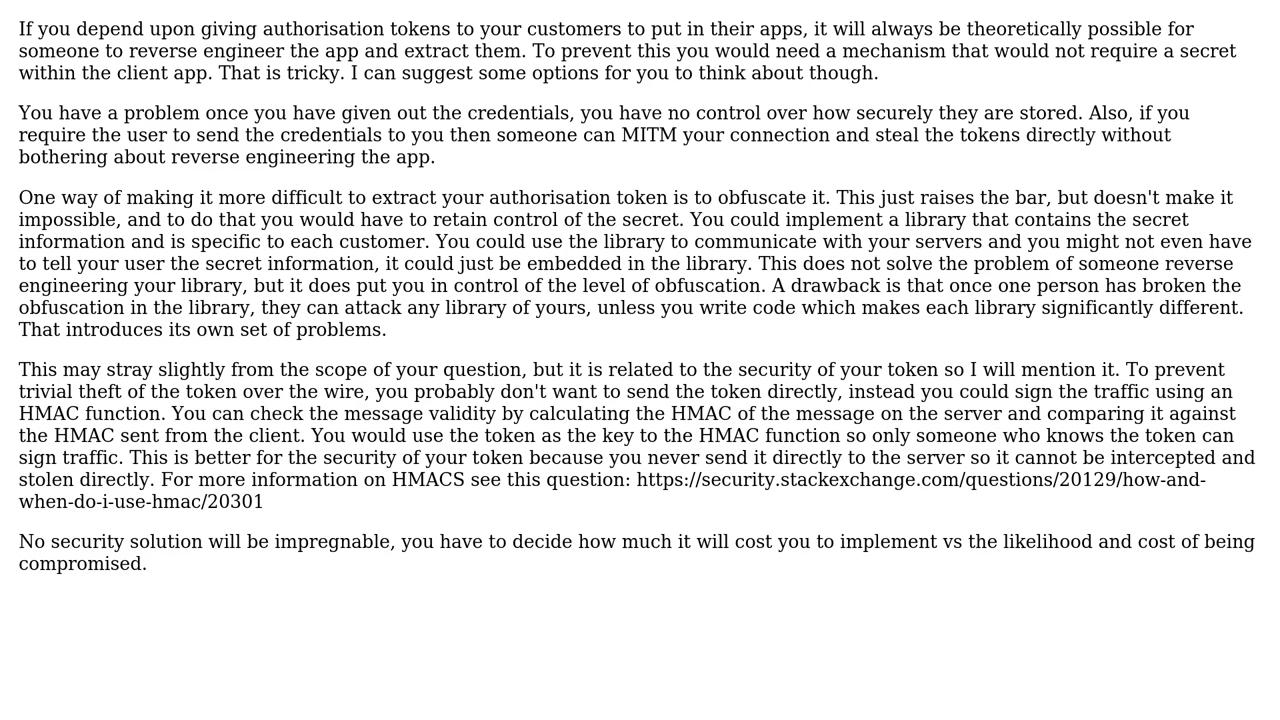 If you depend upon giving authorisation tokens to your customers to put in their apps, it will always be theoretically possible for
someone to reverse engineer the app and extract them. To prevent this you would need a mechanism that would not require a secret
within the client app. That is tricky. I can suggest some options for you to think about though.
You have a problem once you have given out the credentials, you have no control over how securely they are stored. Also, if you
require the user to send the credentials to you then someone can MITM your connection and steal the tokens directly without
bothering about reverse engineering the app.
One way of making it more difficult to extract your authorisation token is to obfuscate it. This just raises the bar, but doesn't make it
impossible, and to do that you would have to retain control of the secret. You could implement a library that contains the secret
information and is specific to each customer. You could use the library to communicate with your servers and you might not even have
to tell your user the secret information, it could just be embedded in the library. This does not solve the problem of someone reverse
engineering your library, but it does put you in control of the level of obfuscation. A drawback is that once one person has broken the
obfuscation in the library, they can attack any library of yours, unless you write code which makes each library significantly different.
That introduces its own set of problems.
This may stray slightly from the scope of your question, but it is related to the security of your token so I will mention it. To prevent
trivial theft of the token over the wire, you probably don't want to send the token directly, instead you could sign the traffic using an
HMAC function. You can check the message validity by calculating the HMAC of the message on the server and comparing it against
the HMAC sent from the client. You would use the token as the key to the HMAC function so only someone who knows the token can
sign traffic. This is better for the security of your token because you never send it directly to the server so it cannot be intercepted and
stolen directly. For more information on HMACS see this question: https://security.stackexchange.com/questions/20129/how-and-
when-do-i-use-hmac/20301
No security solution will be impregnable, you have to decide how much it will cost you to implement vs the likelihood and cost of being
compromised.